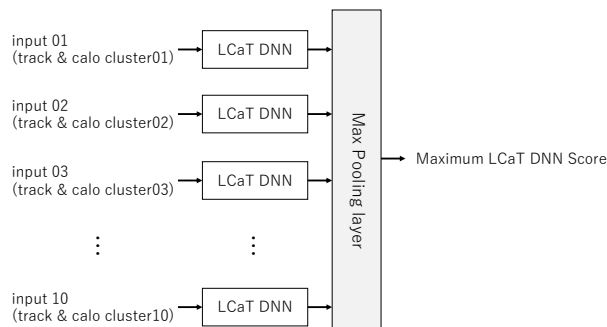 input 01
(track & calo cluster01)
LCaT DNN
input 02
(track & calo cluster02)
LCaT DNN
input 03
(track & calo cluster03)
LCaT DNN
⋮
⋮
input 10
(track & calo cluster10)
LCaT DNN
Max Pooling layer
Maximum LCaT DNN Score